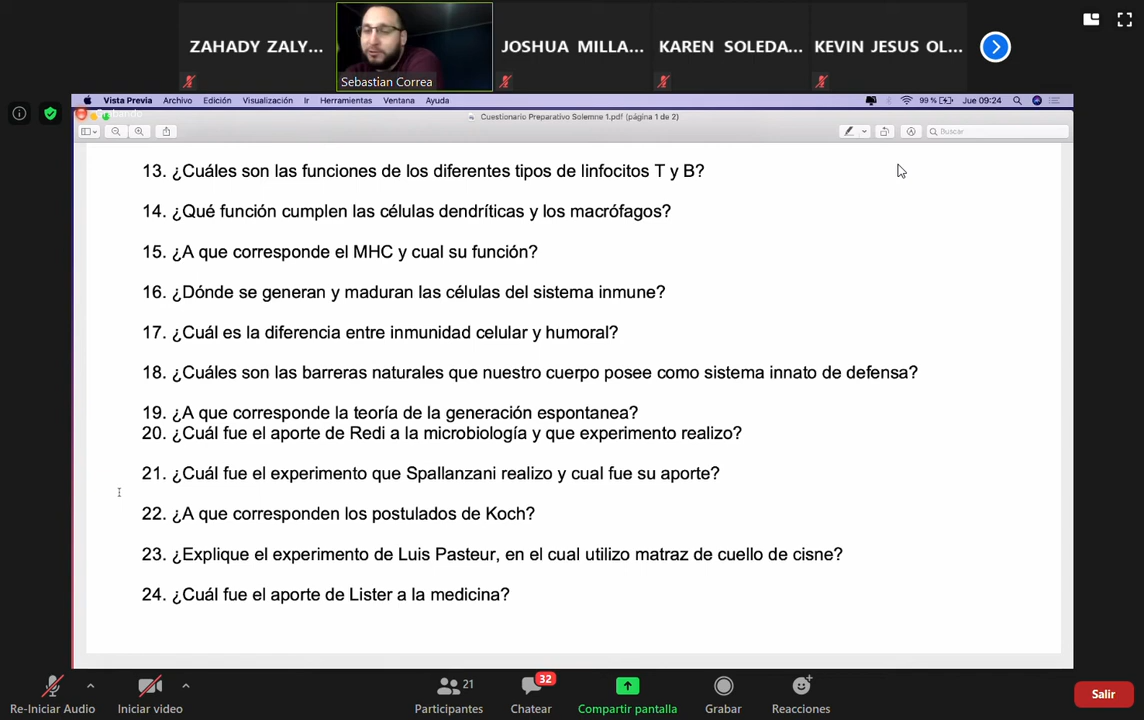 ZAHADY ZALY...
Sebastian Correa
JOSHUA MILLA...
KAREN SOLEDA...
KEVIN JESUS OL...
Vista Previa Archivo Edición Visualización Ir Herramientas Ventana Ayuda
99 % Jue 09:24
Cuestionario Preparativo Solemne 1.pdf (página 1 de 2)
Buscar
13. ¿Cuáles son las funciones de los diferentes tipos de linfocitos T y B?
14. ¿Qué función cumplen las células dendríticas y los macrófagos?
15. ¿A que corresponde el MHC y cual su función?
16. ¿Dónde se generan y maduran las células del sistema inmune?
17. ¿Cuál es la diferencia entre inmunidad celular y humoral?
18. ¿Cuáles son las barreras naturales que nuestro cuerpo posee como sistema innato de defensa?
19. ¿A que corresponde la teoría de la generación espontanea?
20. ¿Cuál fue el aporte de Redi a la microbiología y que experimento realizo?
21. ¿Cuál fue el experimento que Spallanzani realizo y cual fue su aporte?
22. ¿A que corresponden los postulados de Koch?
23. ¿Explique el experimento de Luis Pasteur, en el cual utilizo matraz de cuello de cisne?
24. ¿Cuál fue el aporte de Lister a la medicina?
32
21
Re-Iniciar Audio
Iniciar video
Participantes
Chatear
Compartir pantalla
Grabar
Reacciones
Salir